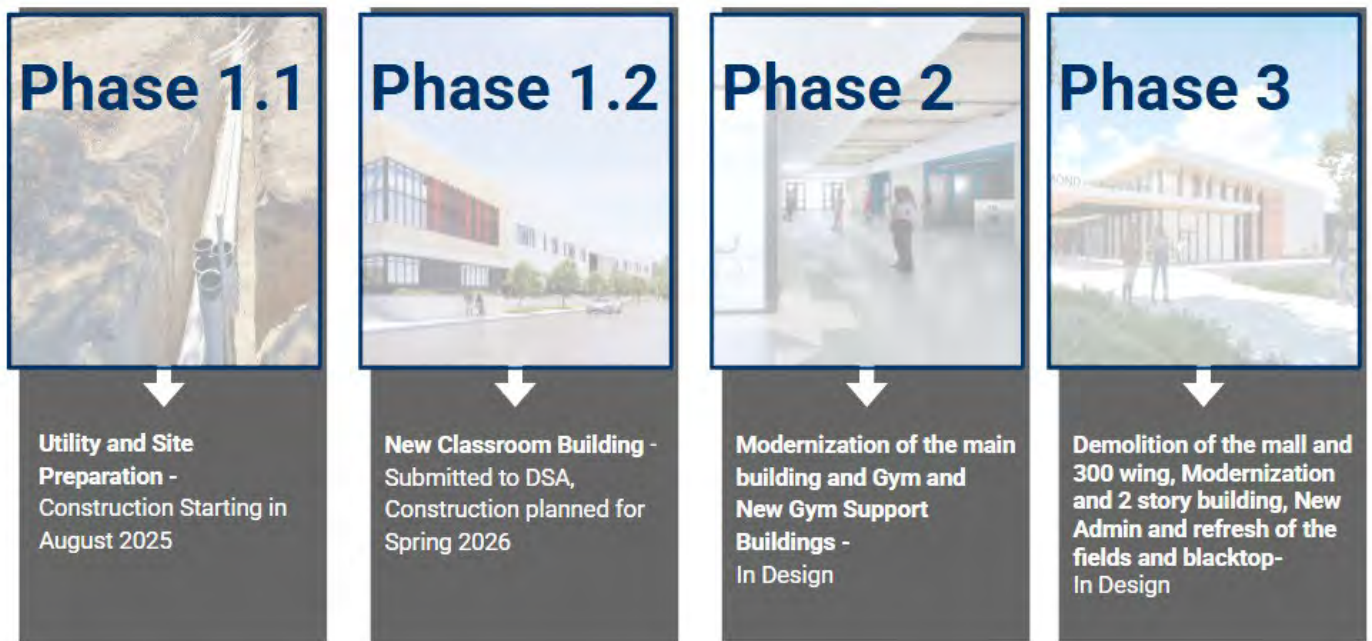 Phase 1.1
Utility and Site
Preparation -
Construction Starting in
August 2025
Phase 1.2
New Classroom Building -
Submitted to DSA,
Construction planned for
Spring 2026
Phase 2
Modernization of the main
building and Gym and
New Gym Support
Buildings -
In Design
Phase 3
Demolition of the mall and
300 wing, Modernization
and 2 story building, New
Admin and refresh of the
fields and blacktop-
In Design